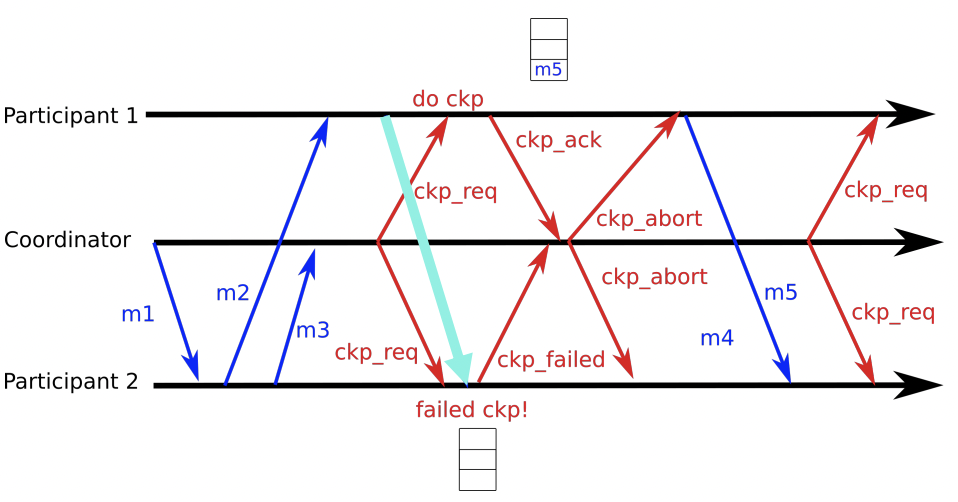 m5
Participant 1
do ckp
ckp_ack
ckp_req
ckp_req
ckp_abort
Coordinator
ckp_abort
m2
m5
m1
m3
ckp_req
m4
ckp_req
ckp_failed
Participant 2
failed ckp!